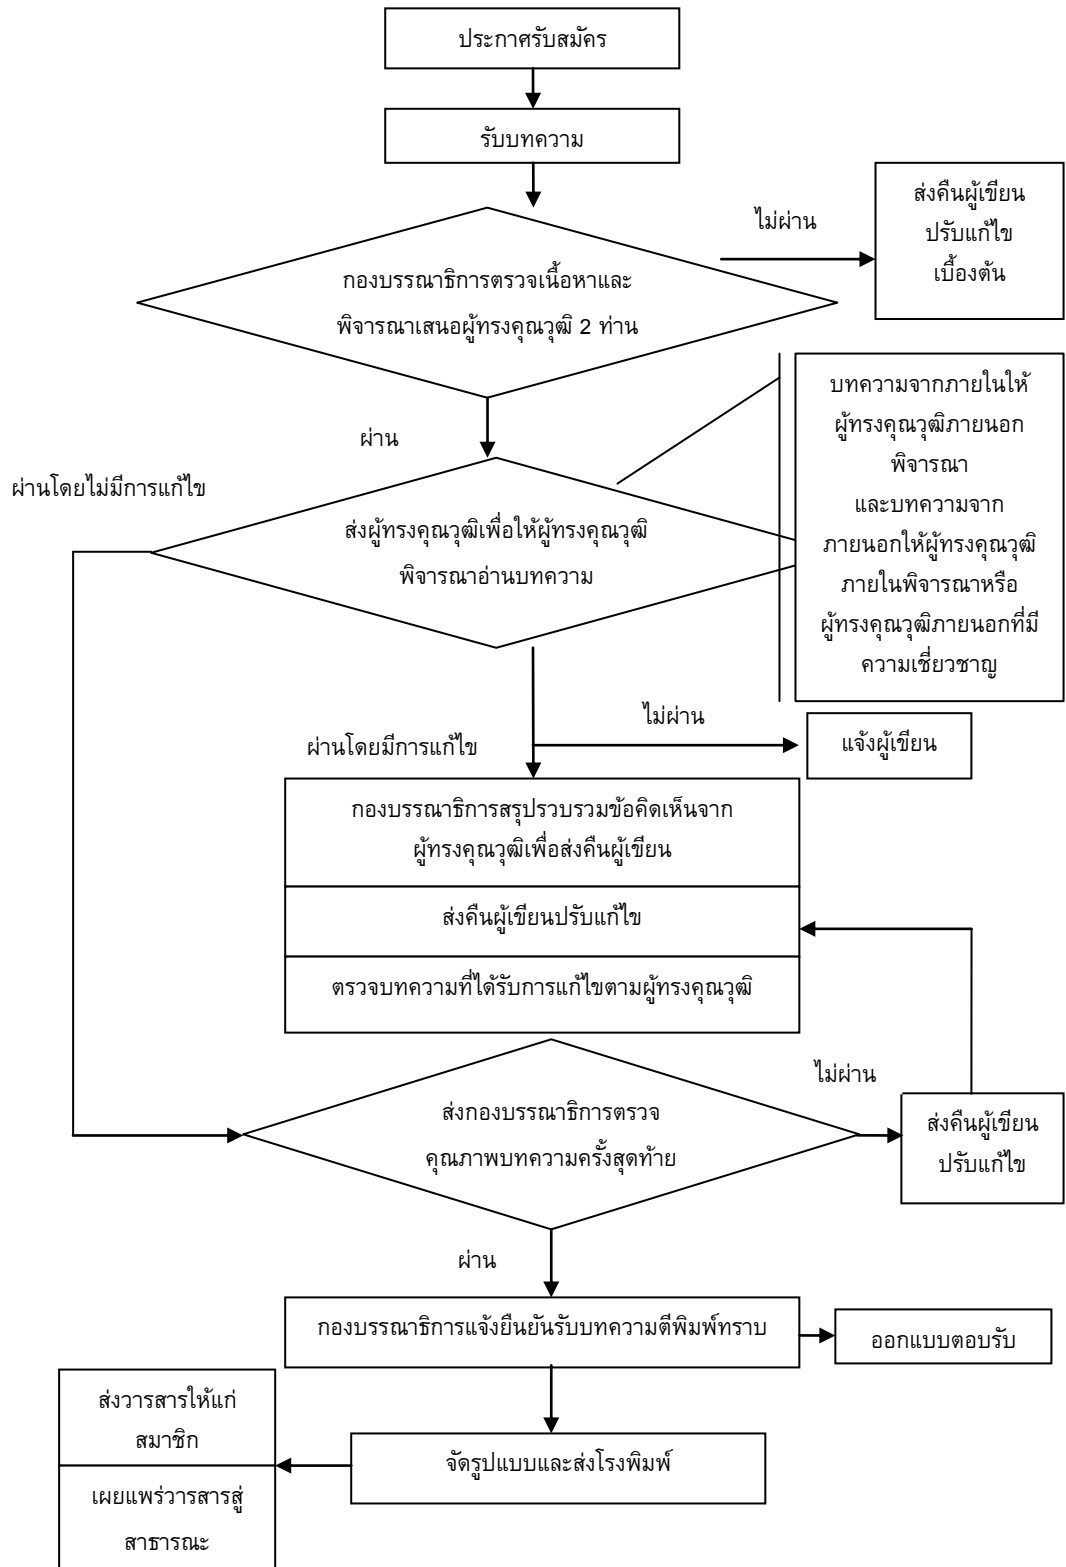 ประกาศรับสมัคร
รับบทความ
ไม่ผ่าน
ส่งคืนผู้เขียน
ปรับแก้ไข
เบื้องต้น
กองบรรณาธิการตรวจเนื้อหาและ
พิจารณาเสนอผู้ทรงคุณวุฒิ 2 ท่าน
ผ่าน
บทความจากภายในให้
ผู้ทรงคุณวุฒิภายนอก
พิจารณา
และบทความจาก
ภายนอกให้ผู้ทรงคุณวุฒิ
ภายในพิจารณาหรือ
ผู้ทรงคุณวุฒิภายนอกที่มี
ความเชี่ยวชาญ
ผ่านโดยไม่มีการแก้ไข
ส่งผู้ทรงคุณวุฒิเพื่อให้ผู้ทรงคุณวุฒิ
พิจารณาอ่านบทความ
ไม่ผ่าน
แจ้งผู้เขียน
ผ่านโดยมีการแก้ไข
กองบรรณาธิการสรุปรวบรวมข้อคิดเห็นจาก
ผู้ทรงคุณวุฒิเพื่อส่งคืนผู้เขียน
ส่งคืนผู้เขียนปรับแก้ไข
ตรวจบทความที่ได้รับการแก้ไขตามผู้ทรงคุณวุฒิ
ไม่ผ่าน
ส่งกองบรรณาธิการตรวจ
คุณภาพบทความครั้งสุดท้าย
ส่งคืนผู้เขียน
ปรับแก้ไข
ผ่าน
กองบรรณาธิการแจ้งยืนยันรับบทความตีพิมพ์ทราบ
ออกแบบตอบรับ
ส่งวารสารให้แก่
สมาชิก
จัดรูปแบบและส่งโรงพิมพ์
เผยแพร่วารสารสู่
สาธารณะ